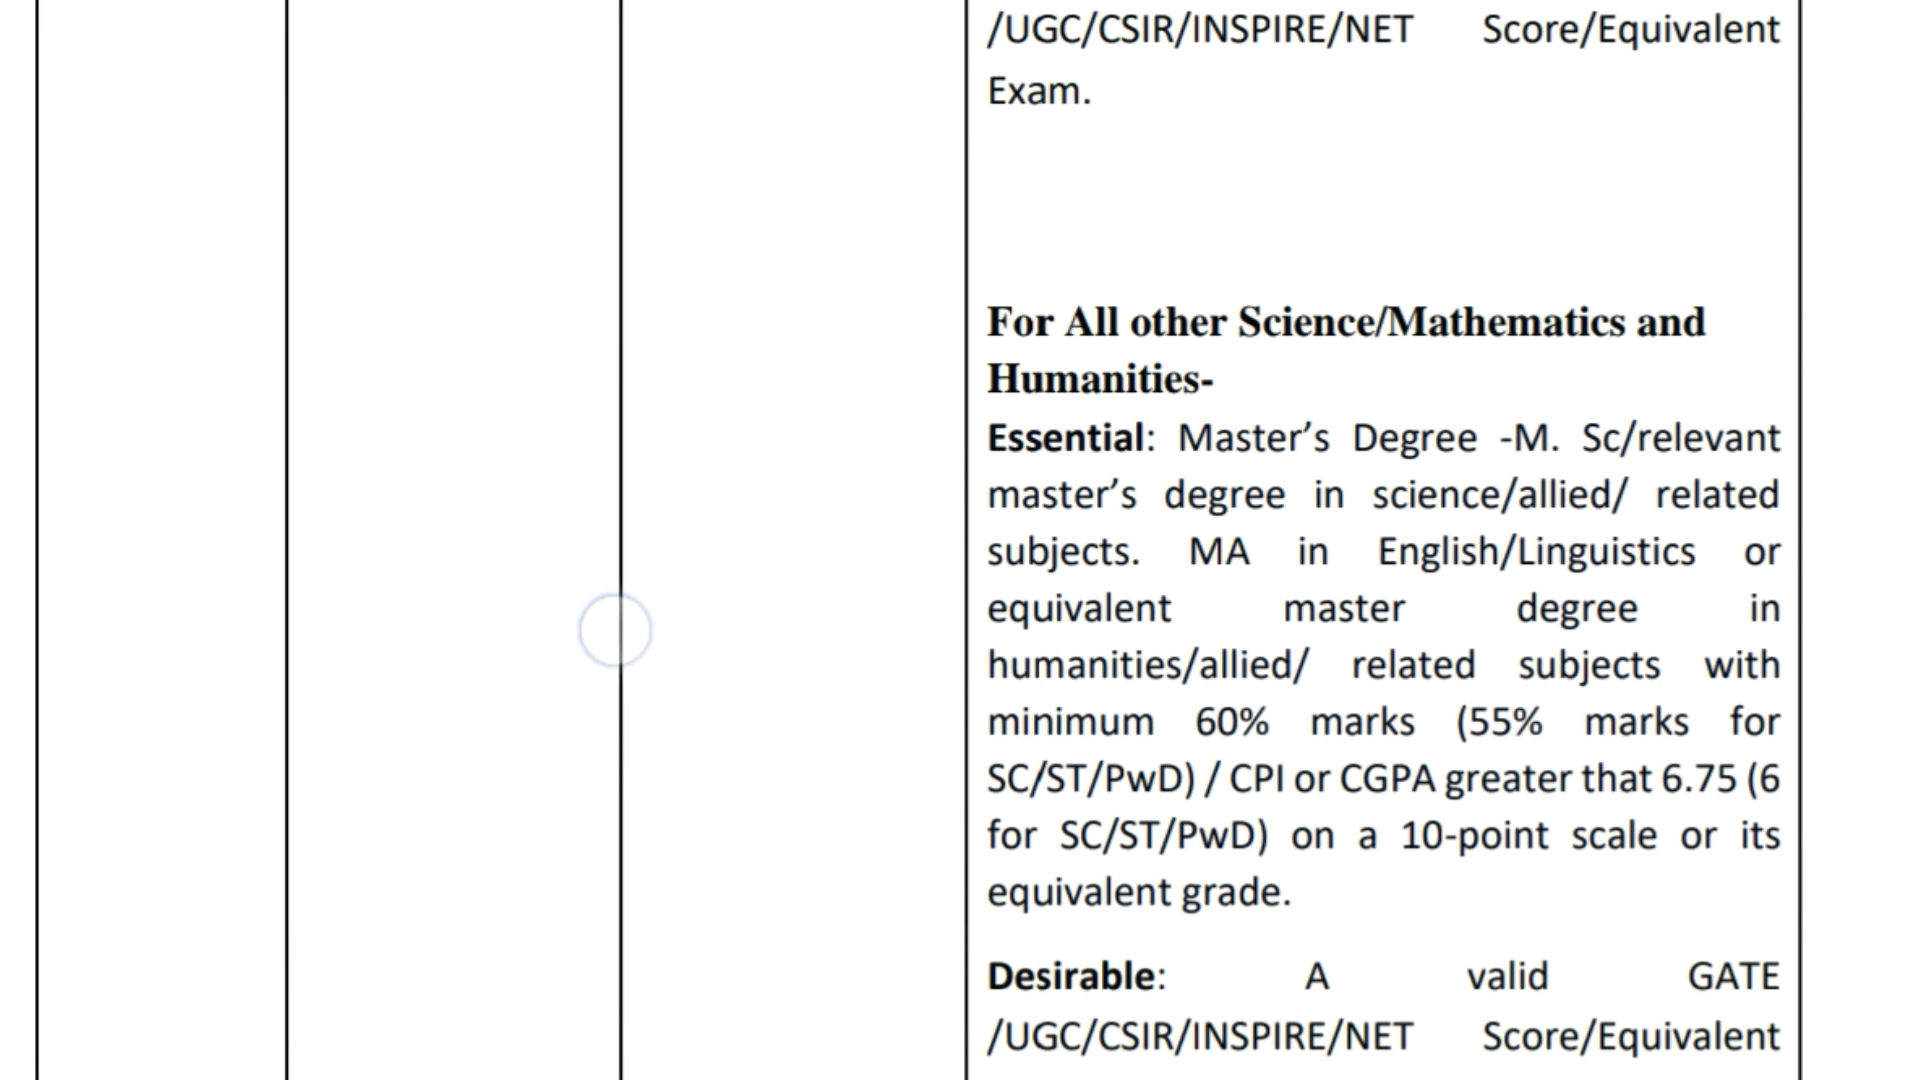 /UGC/CSIR/INSPIRE/NET Score/Equivalent
Exam.
For All other Science/Mathematics and
Humanities-
Essential: Master’s Degree -M. Sc/relevant
master’s degree in science/allied/ related
subjects. MA in English/Linguistics or
equivalent master degree in
humanities/allied/ related subjects with
minimum 60% marks (55% marks for
SC/ST/PwD) / CPI or CGPA greater that 6.75 (6
for SC/ST/PwD) on a 10-point scale or its
equivalent grade.
Desirable: A valid GATE
/UGC/CSIR/INSPIRE/NET Score/Equivalent